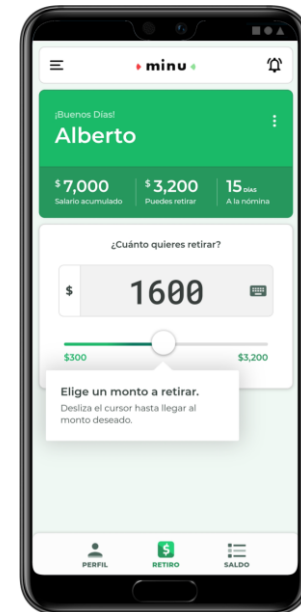 minu
¡Buenos Días!
Alberto
$ 7,000
Salario acumulado
$ 3,200
Puedes retirar
15 DÍAS
A la nómina
¿Cuánto quieres retirar?
$ 1600
$300
$3,200
Elige un monto a retirar.
Desliza el cursor hasta llegar al
monto deseado.
PERFIL
$
RETIRO
SALDO